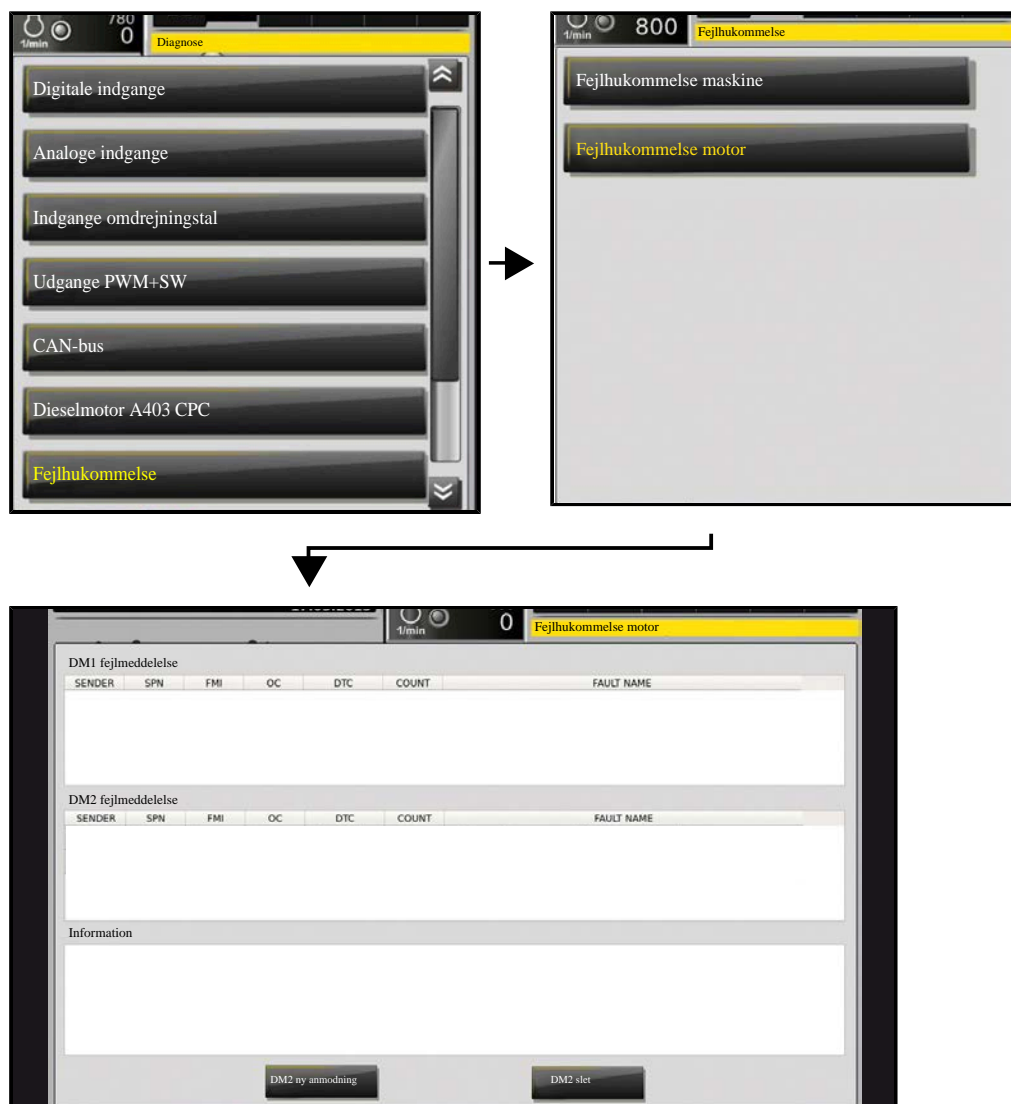 780
1/min 0
Diagnose
Digitale indgange
Analoge indgange
Indgange omdrejningstal
Udgange PWM+SW
CAN-bus
Dieselmotor A403 CPC
Fejlhukommelse
1/min 800
Fejlhukommelse
Fejlhukommelse maskine
Fejlhukommelse motor
1/min 0
Fejlhukommelse motor
DM1 fejlmeddelelse
SENDER SPN FMI OC DTC COUNT FAULT NAME
DM2 fejlmeddelelse
SENDER SPN FMI OC DTC COUNT FAULT NAME
Information
DM2 ny anmodning DM2 slet